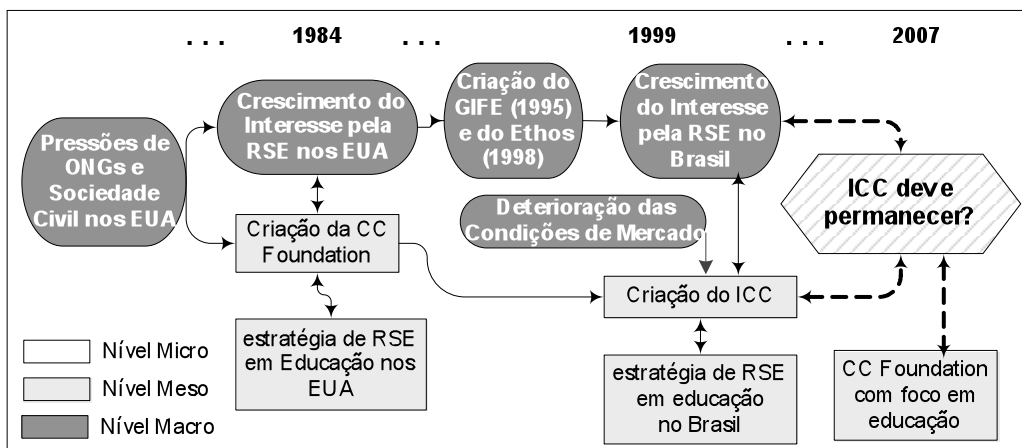 . . . 1984 . . . 1999 . . . 2007
Pressões de
ONGs e
Sociedade
Civil nos EUA
Crescimento do
Interesse pela
RSE nos EUA
Criação do
GIFE (1995)
e do Ethos
(1998)
Crescimento
do Interesse
pela RSE no
Brasil
Deterioração das
Condições de Mercado
ICC deve
permanecer?
Criação da CC
Foundation
Criação do ICC
estratégia de RSE
em Educação nos
EUA
estratégia de RSE
em educação
no Brasil
CC Foundation
com foco em
educação
Nível Micro
Nível Meso
Nível Macro